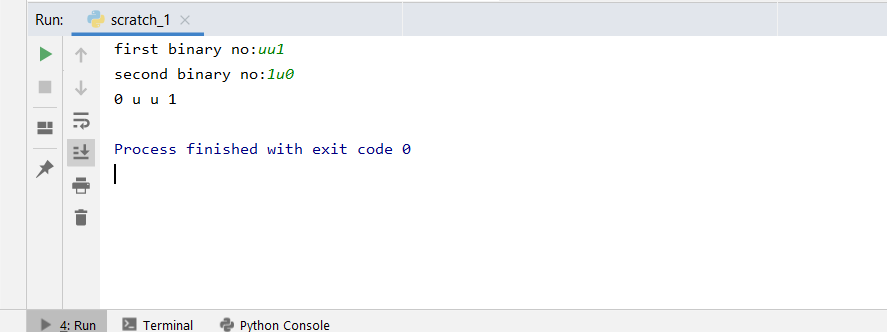 Run: scratch_1
first binary no:uu1
second binary no:1u0
0 u u 1
Process finished with exit code 0
4: Run Terminal Python Console